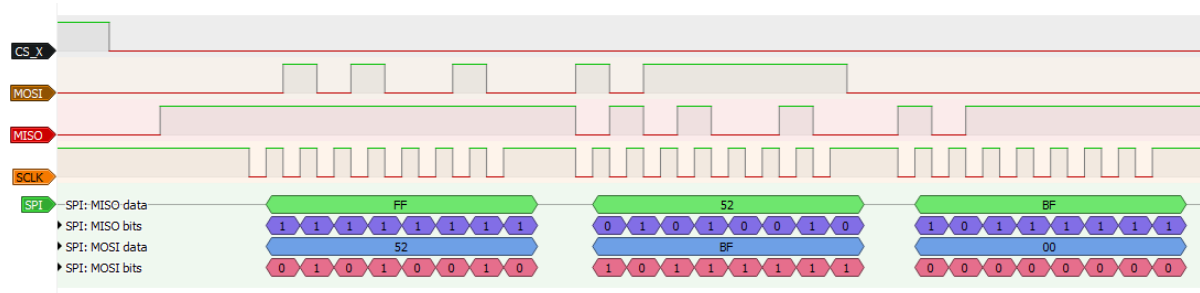 CS_X
MOSI
MISO
SCLK
SPI SPI: MISO data FF 52 BF
SPI: MISO bits 1 1 1 1 1 1 1 1 0 1 0 1 0 0 1 0 1 0 1 1 1 1 1 1
SPI: MOSI data 52 BF 00
SPI: MOSI bits 0 1 0 1 0 0 1 0 1 0 1 1 1 1 1 1 0 0 0 0 0 0 0 0